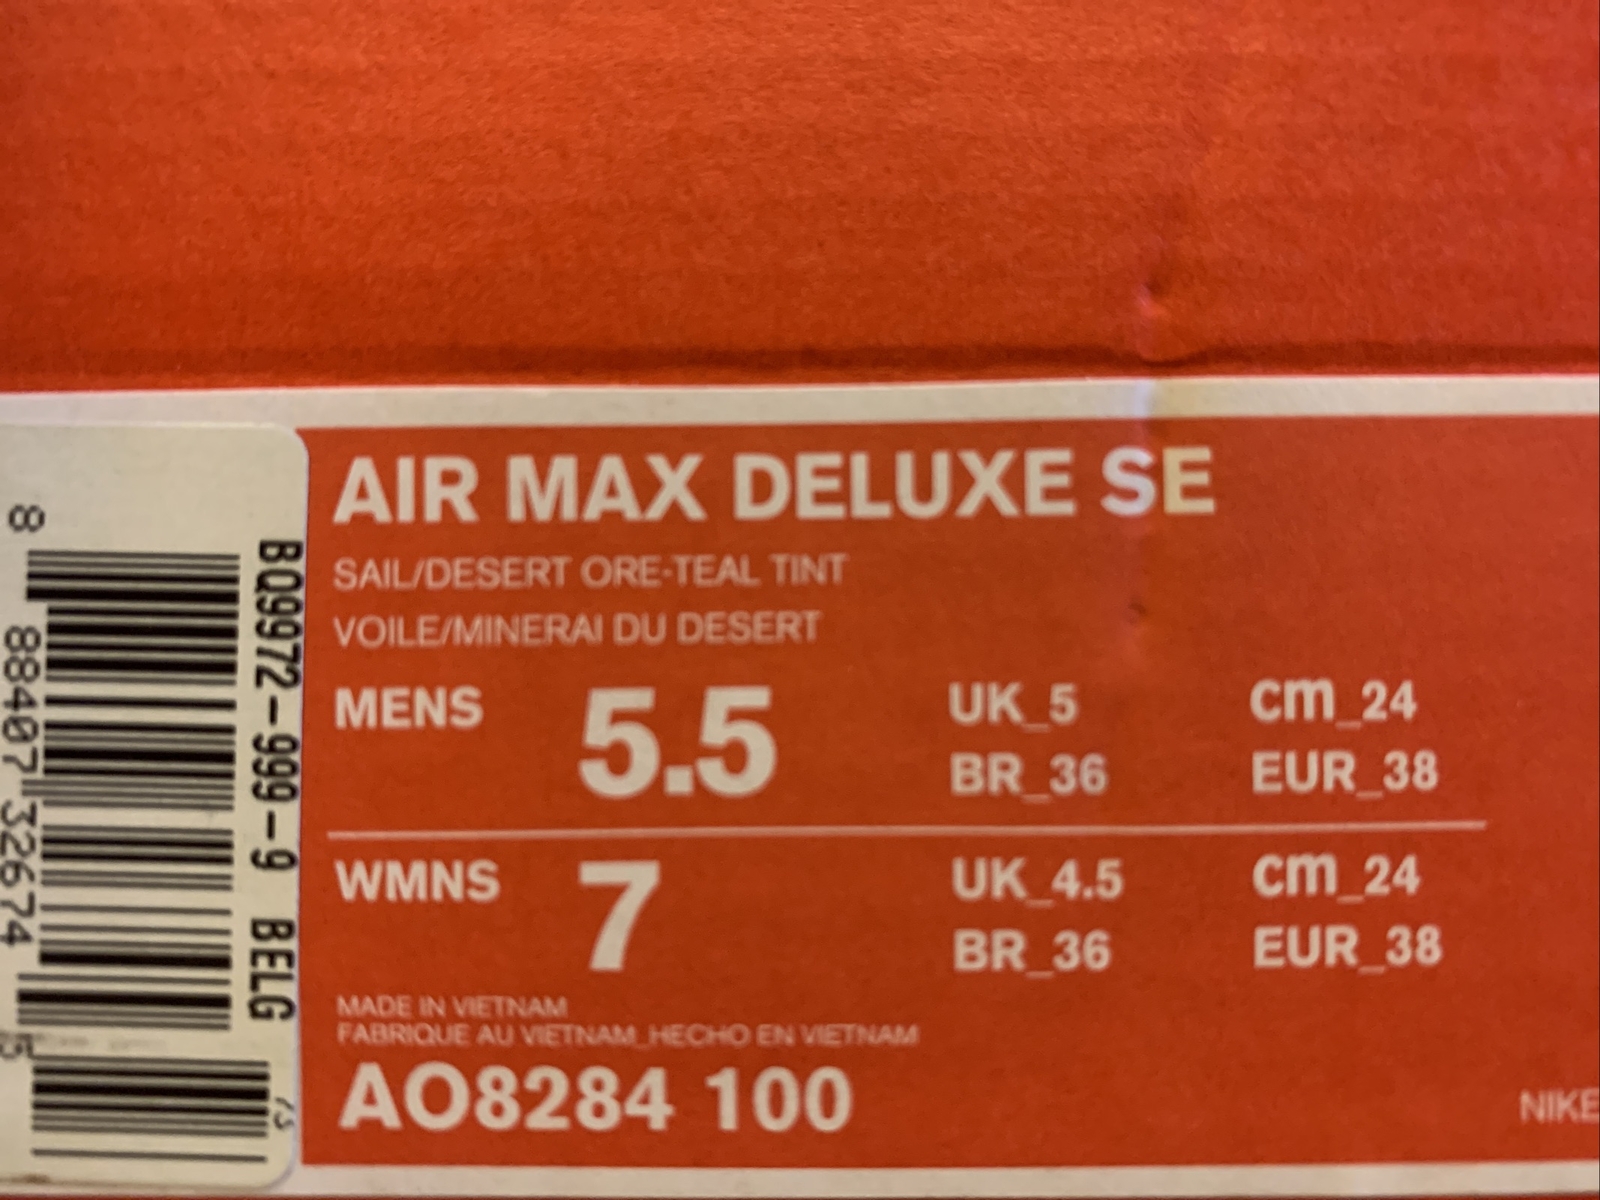 AIR MAX DELUXE SE
SAIL/DESERT ORE-TEAL TINT
VOILE/MINERAI DU DESERT
MENS 5.5 UK_5 cm_24
BR_36 EUR_38
WMNS 7 UK_4.5 cm_24
BR_36 EUR_38
MADE IN VIETNAM
FABRIQUE AU VIETNAM_HECHO EN VIETNAM
AO8284 100
NIKE
BQ9972-999-9 BELG
8 88407 32674 5